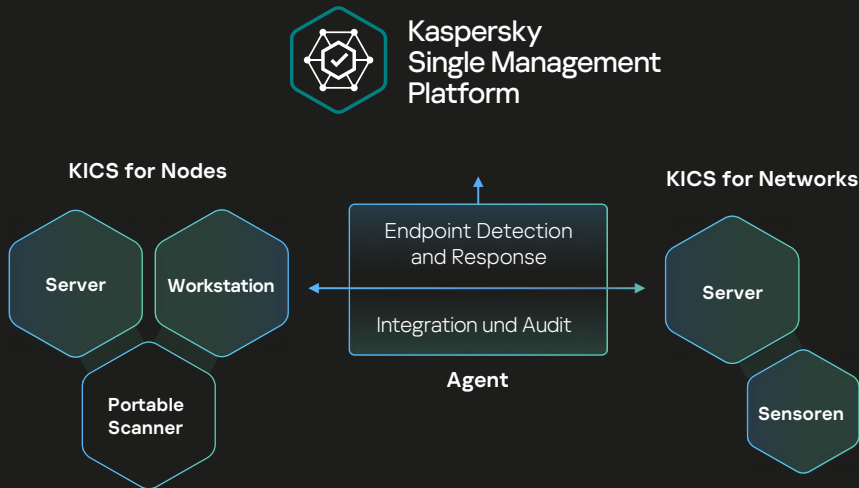 Kaspersky
Single Management
Platform
KICS for Nodes
Server
Workstation
Portable
Scanner
Endpoint Detection
and Response
Integration und Audit
Agent
KICS for Networks
Server
Sensoren